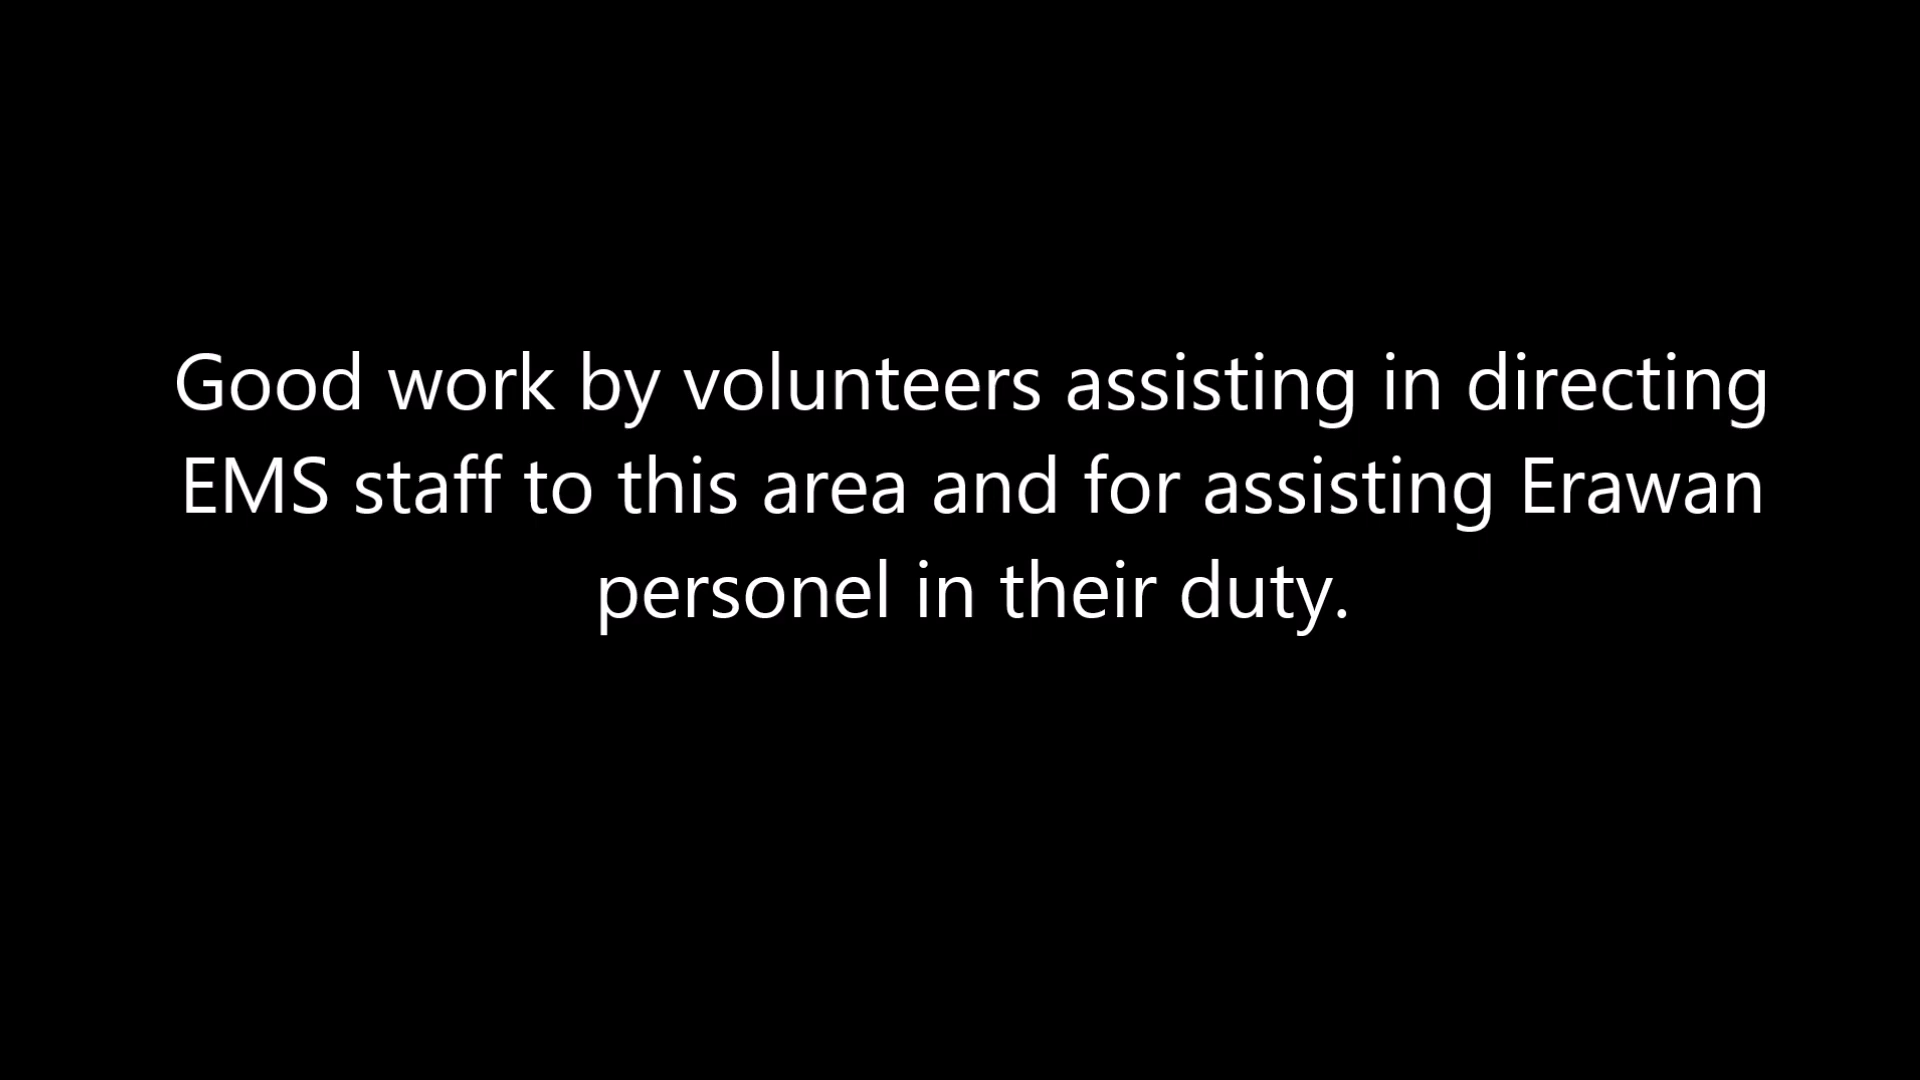 Good work by volunteers assisting in directing
EMS staff to this area and for assisting Erawan
personel in their duty.